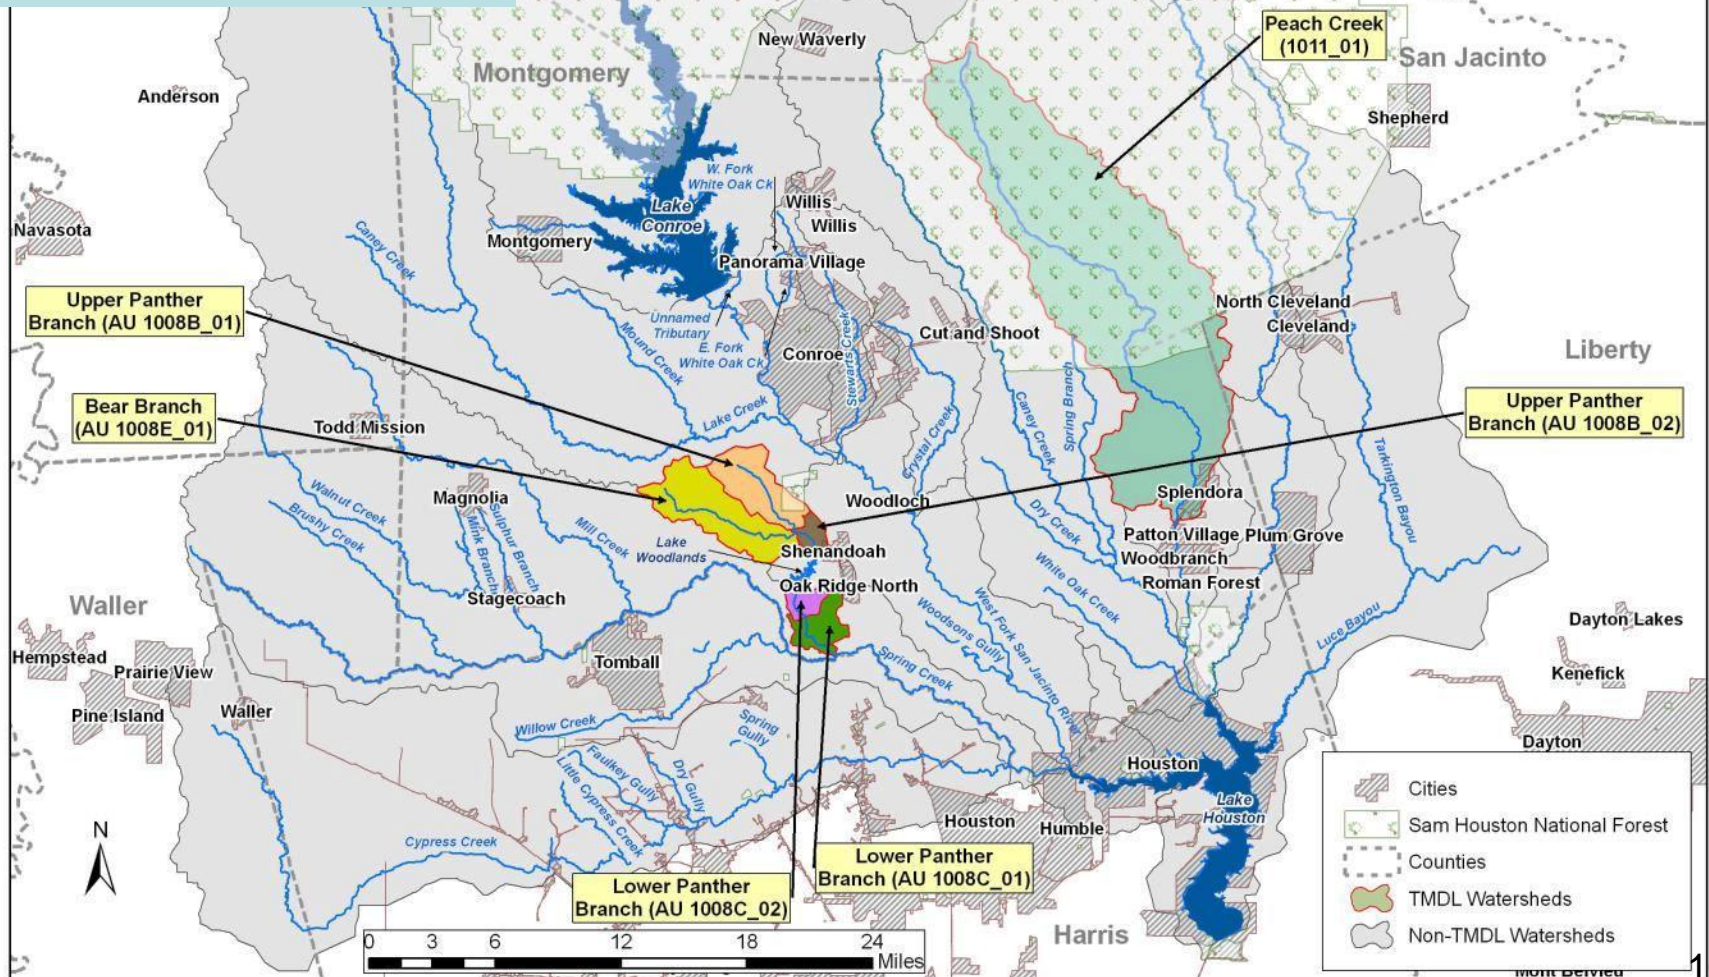 New Waverly
Peach Creek
(1011_01)
San Jacinto
Montgomery
Anderson
Shepherd
W. Fork
White Oak Ck
Lake
Conroe
Willis
Willis
Navasota
Montgomery
Caney Creek
Panorama Village
Upper Panther
Branch (AU 1008B_01)
Unnamed
Tributary
E. Fork
White Oak Ck
Mound Creek
Stewarts Creek
Conroe
Cut and Shoot
North Cleveland
Cleveland
Liberty
Bear Branch
(AU 1008E_01)
Todd Mission
Lake Creek
Crystal Creek
Caney Creek
Spring Branch
Upper Panther
Branch (AU 1008B_02)
Tarkington Bayou
Walnut Creek
Brushy Creek
Magnolia
Mink Branch
Sulphur Branch
Mill Creek
Woodloch
Splendora
Dry Creek
Lake
Woodlands
Shenandoah
Patton Village
Plum Grove
Woodbranch
Roman Forest
Oak Ridge North
White Oak Creek
Stagecoach
Waller
Woodsons Gully
West Fork San Jacinto River
Luce Bayou
Dayton Lakes
Hempstead
Prairie View
Tomball
Spring Creek
Kenefick
Pine Island
Waller
Willow Creek
Spring
Gully
Dayton
Houston
Faulkey Gully
Little Cypress Creek
Dry Gully
Lake
Houston
Houston
Humble
Cypress Creek
Lower Panther
Branch (AU 1008C_01)
Lower Panther
Branch (AU 1008C_02)
Harris
N
0 3 6 12 18 24
Miles
Cities
Sam Houston National Forest
Counties
TMDL Watersheds
Non-TMDL Watersheds
Mont Belvieu
1